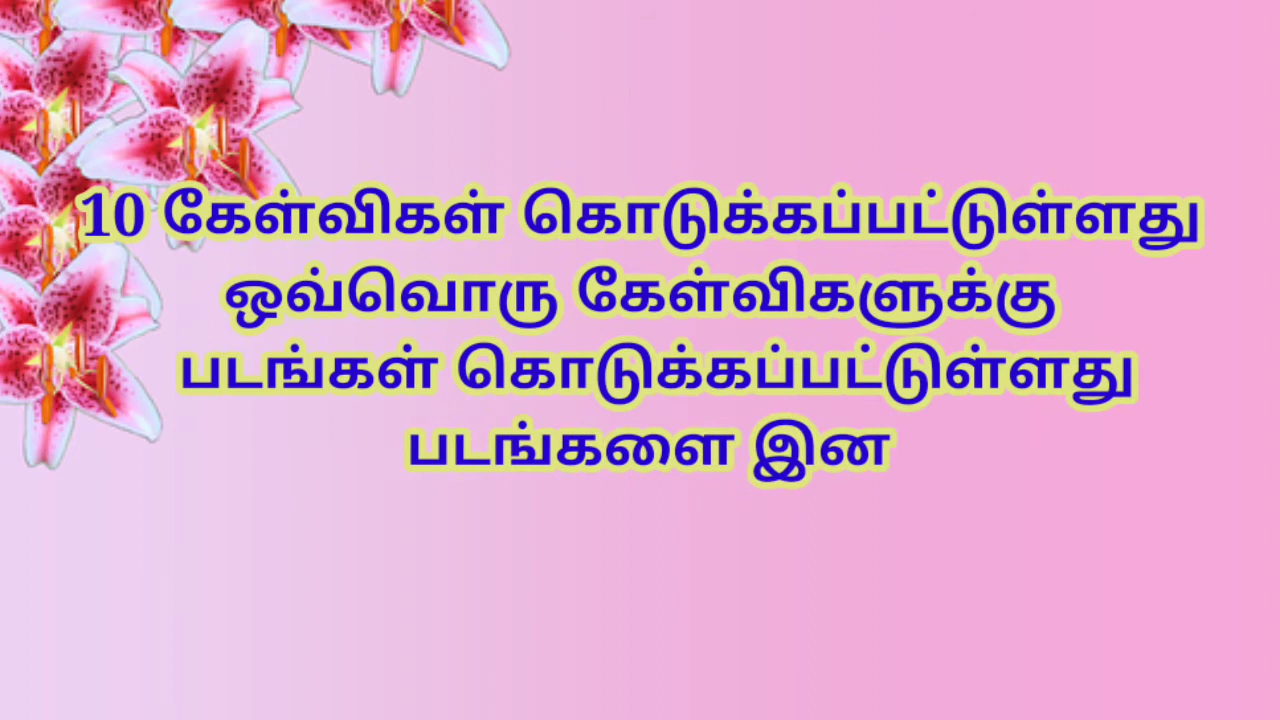 10 கேள்விகள் கொடுக்கப்பட்டுள்ளது
ஒவ்வொரு கேள்விகளுக்கு
படங்கள் கொடுக்கப்பட்டுள்ளது
படங்களை இன